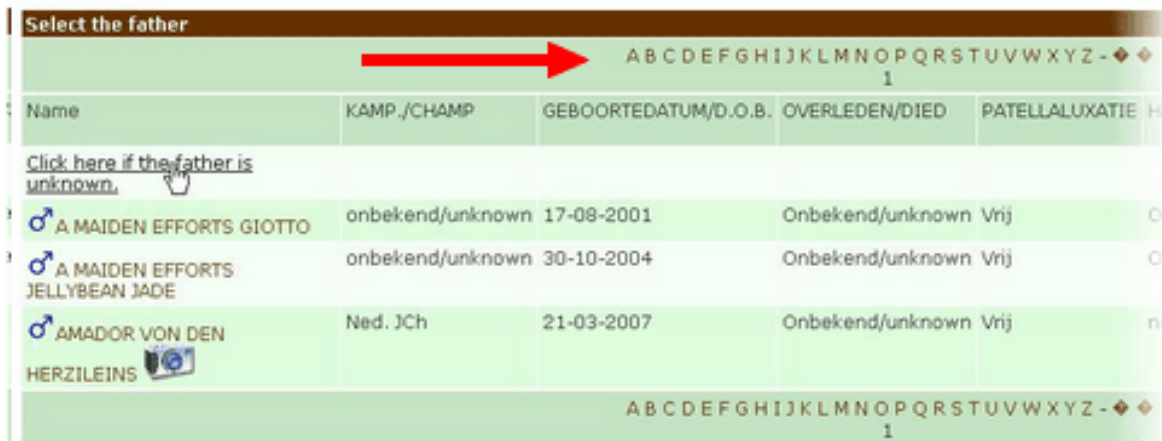 Select the father
A B C D E F G H I J K L M N O P Q R S T U V W X Y Z - � �
1
Name KAMP./CHAMP GEBOORTEDATUM/D.O.B. OVERLEDEN/DIED PATELLALUXATIE
Click here if the father is
unknown.
A MAIDEN EFFORTS GIOTTO onbekend/unknown 17-08-2001 Onbekend/unknown Vrij
A MAIDEN EFFORTS onbekend/unknown 30-10-2004 Onbekend/unknown Vrij
JELLYBEAN JADE
AMADOR VON DEN Ned. JCh 21-03-2007 Onbekend/unknown Vrij
HERZILEINS
A B C D E F G H I J K L M N O P Q R S T U V W X Y Z - � �
1